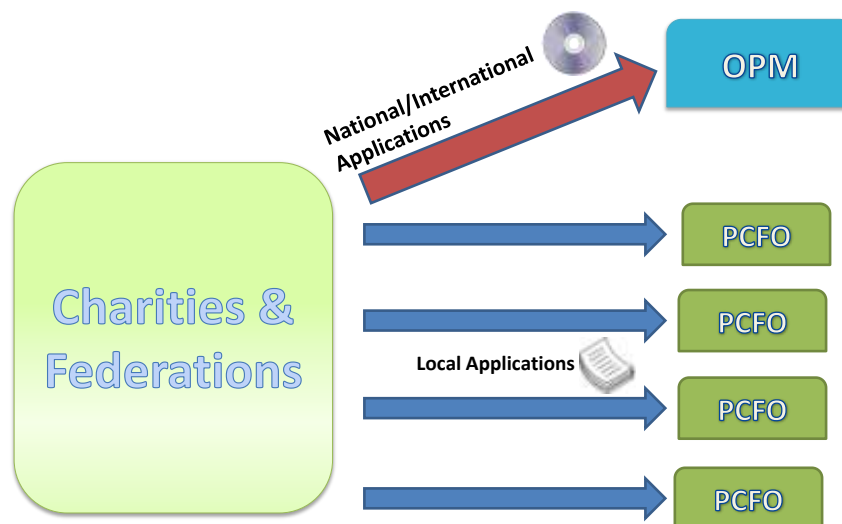 National/International
Applications
OPM
PCFO
Charities &
Federations
PCFO
Local Applications
PCFO
PCFO